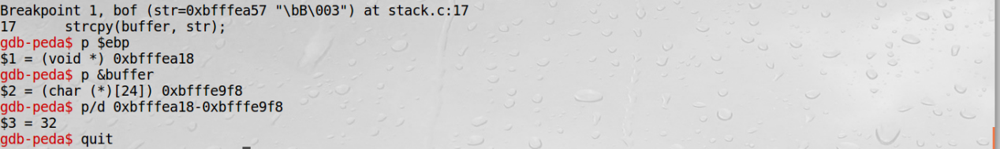 Breakpoint 1, bof (str=0xbfffea57 "\bB\003") at stack.c:17
17      strcpy(buffer, str);
gdb-peda$ p $ebp
$1 = (void *) 0xbfffea18
gdb-peda$ p &buffer
$2 = (char (*)[24]) 0xbfffe9f8
gdb-peda$ p/d 0xbfffea18-0xbfffe9f8
$3 = 32
gdb-peda$ quit